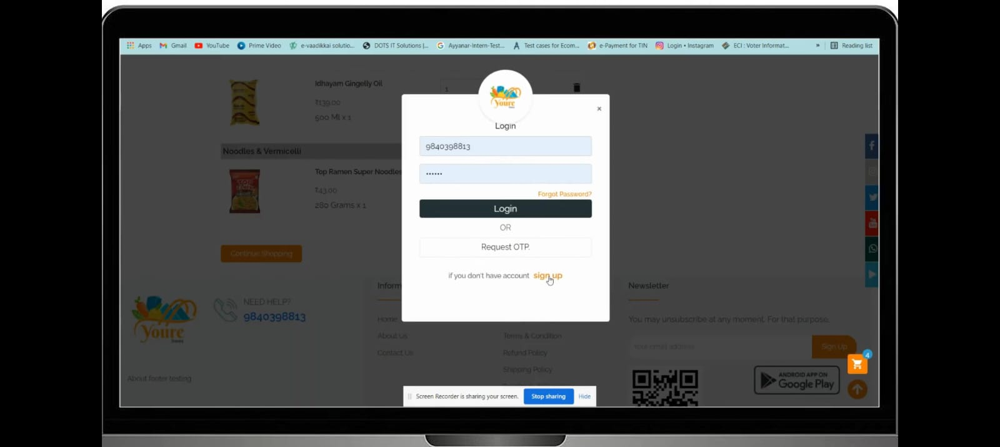 Apps Gmail YouTube Prime Video e-vaadikkai solutio... DOTS IT Solutions |... Ayyanar-Intern-Test... Test cases for Ecom... e-Payment for TIN Login • Instagram ECI : Voter Informat... » Reading list
Idhayam Gingelly Oil
1
₹139.00
500 Ml x 1
Noodles & Vermicelli
Top Ramen Super Noodles
₹43.00
280 Grams x 1
Continue Shopping
Youre
×
Login
9840398813
••••••
Forgot Password?
Login
OR
Request OTP.
if you don't have account sign up
Youre
NEED HELP?
9840398813
About footer testing
Inform
Home
About Us
Contact Us
Terms & Condition
Refund Policy
Shipping Policy
Newsletter
You may unsubscribe at any moment. For that purpose,
Your email address
Sign Up
4
ANDROID APP ON
Google Play
Screen Recorder is sharing your screen. Stop sharing Hide